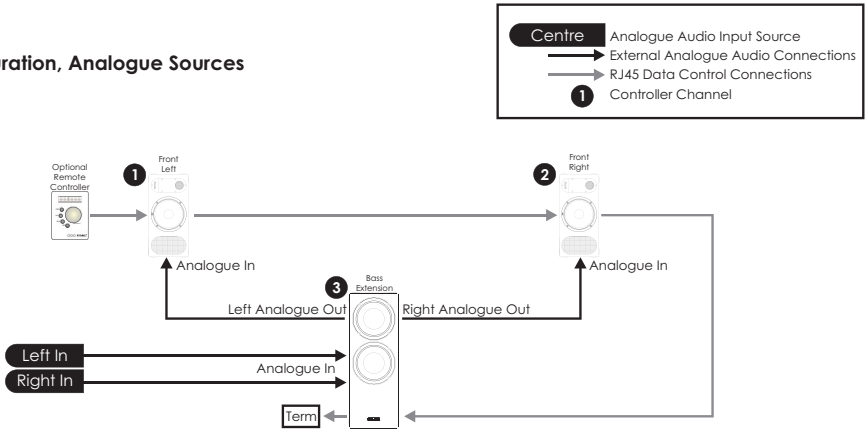 Centre Analogue Audio Input Source
External Analogue Audio Connections
RJ45 Data Control Connections
1 Controller Channel
uration, Analogue Sources
Optional
Remote
Controller
1
Front
Left
2
Front
Right
Analogue In
Analogue In
3
Bass
Extension
Left Analogue Out
Right Analogue Out
Left In
Analogue In
Right In
Term